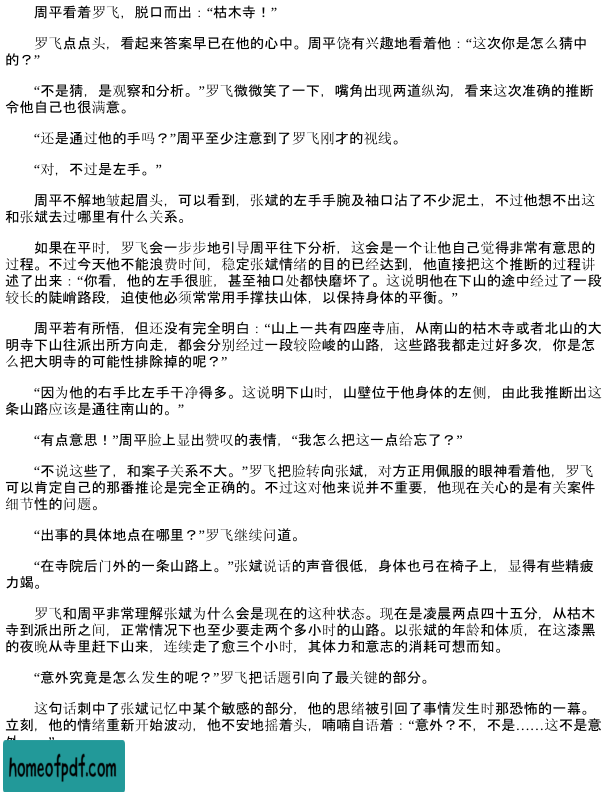 周平看着罗飞，脱口而出：“枯木寺！”
罗飞点点头，看起来答案早已在他的心中。周平饶有兴趣地看着他：“这次你是怎么猜中
的？”
“不是猜，是观察和分析。”罗飞微微笑了一下，嘴角出现两道纵沟，看来这次准确的推断
令他自己也很满意。
“还是通过他的手吗？”周平至少注意到了罗飞刚才的视线。
“对，不过是左手。”
周平不解地皱起眉头，可以看到，张斌的左手手腕及袖口沾了不少泥土，不过他想不出这
和张斌去过哪里有什么关系。
如果在平时，罗飞会一步步地引导周平往下分析，这会是一个让他自己觉得非常有意思的
过程。不过今天他不能浪费时间，稳定张斌情绪的目的已经达到，他直接把这个推断的过程讲
述了出来：“你看，他的左手很脏，甚至袖口处都快磨坏了。这说明他在下山的途中经过了一段
较长的陡峭路段，迫使他必须常常用手撑扶山体，以保持身体的平衡。”
周平若有所悟，但还没有完全明白：“山上一共有四座寺庙，从南山的枯木寺或者北山的大
明寺下山往派出所方向走，都会分别经过一段较险峻的山路，这些路我都走过好多次，你是怎
么把大明寺的可能性排除掉的呢？”
“因为他的右手比左手干净得多。这说明下山时，山壁位于他身体的左侧，由此我推断出这
条山路应该是通往南山的。”
“有点意思！”周平脸上显出赞叹的表情，“我怎么把这一点给忘了？”
“不说这些了，和案子关系不大。”罗飞把脸转向张斌，对方正用佩服的眼神看着他，罗飞
可以肯定自己的那番推论是完全正确的。不过这对他来说并不重要，他现在关心的是有关案件
细节性的问题。
“出事的具体地点在哪里？”罗飞继续问道。
“在寺院后门外的一条山路上。”张斌说话的声音很低，身体也弓在椅子上，显得有些精疲
力竭。
罗飞和周平非常理解张斌为什么会是现在的这种状态。现在是凌晨两点四十五分，从枯木
寺到派出所之间，正常情况下也至少要走两个多小时的山路。以张斌的年龄和体质，在这漆黑
的夜晚从寺里赶下山来，连续走了愈三个小时，其体力和意志的消耗可想而知。
“意外究竟是怎么发生的呢？”罗飞把话题引向了最关键的部分。
这句话刺中了张斌记忆中某个敏感的部分，他的思绪被引回了事情发生时那恐怖的一幕。
立刻，他的情绪重新开始波动，他不安地摇着头，喃喃自语着：“意外？不，不是……这不是意
homeofpdf.com